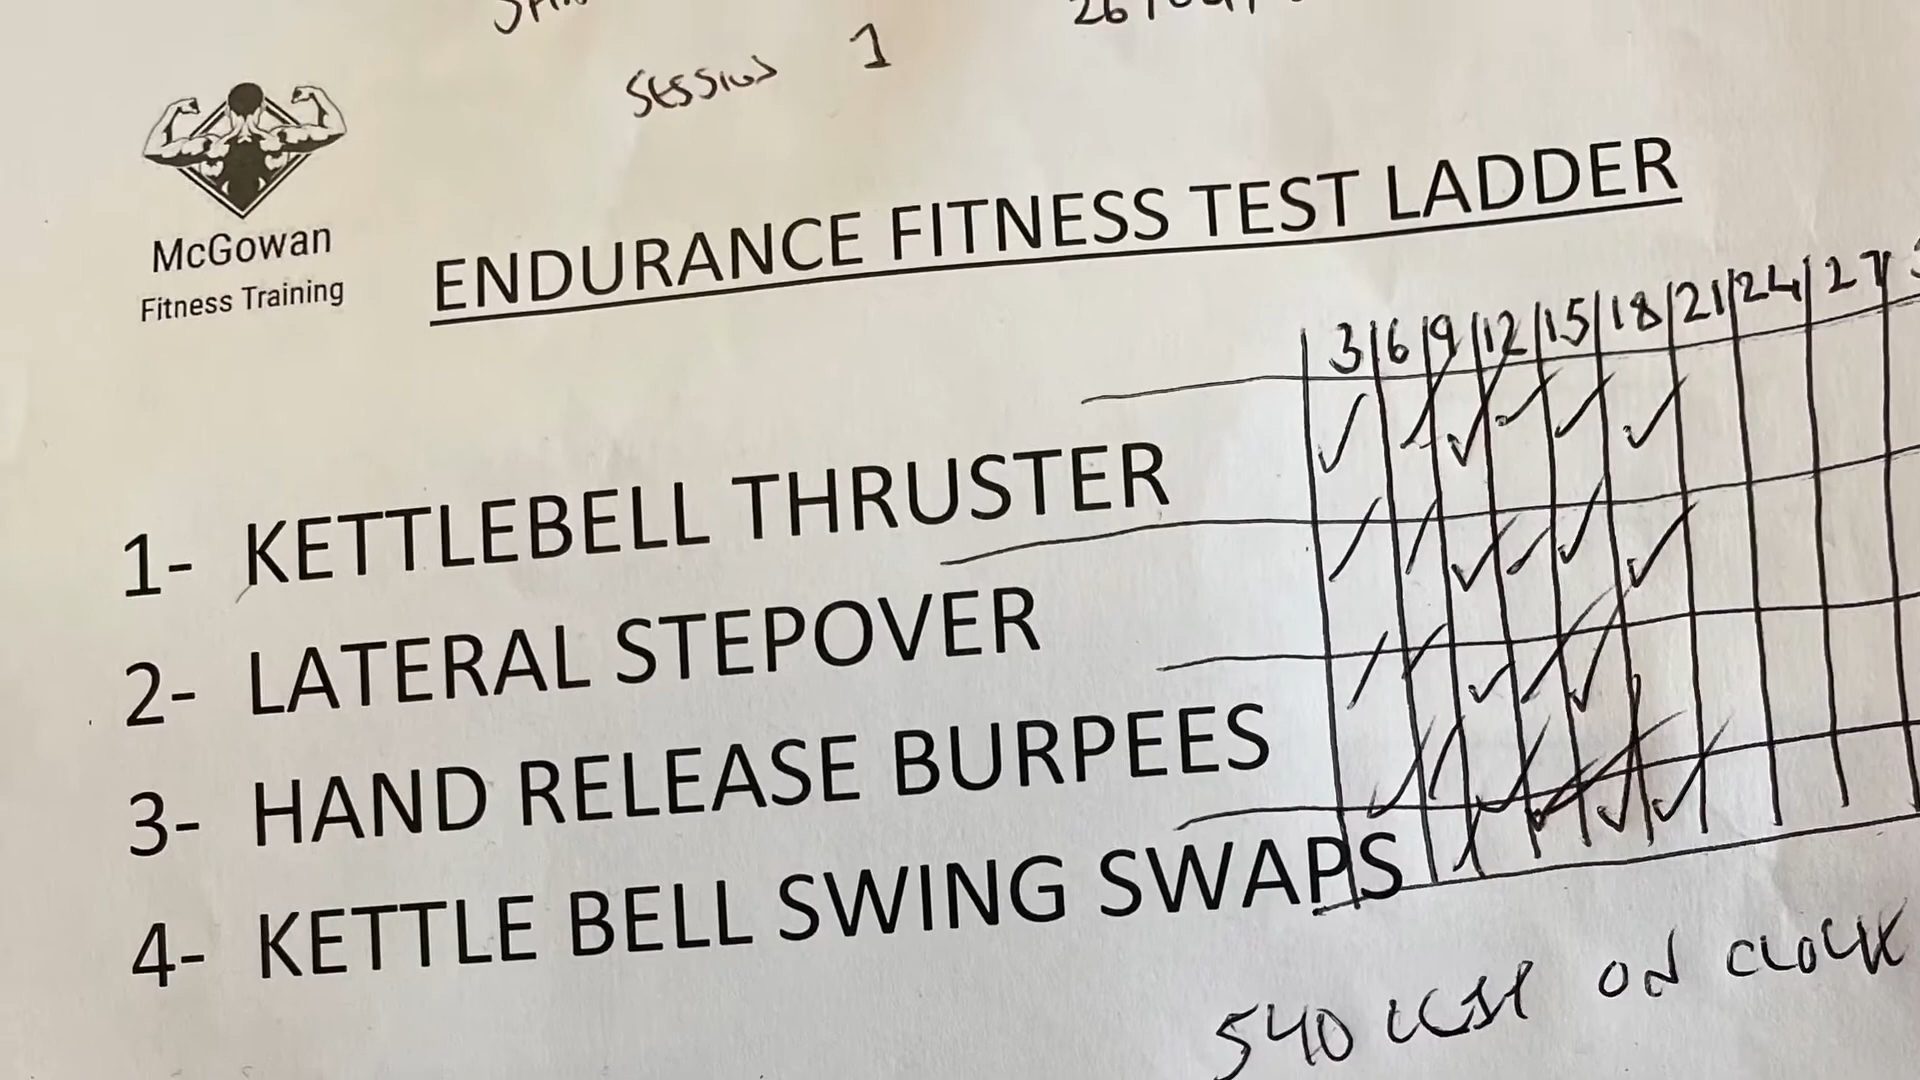 SESSION 1
McGowan
Fitness Training
ENDURANCE FITNESS TEST LADDER
3 6 9 12 15 18 21 24 27
1- KETTLEBELL THRUSTER
2- LATERAL STEPOVER
3- HAND RELEASE BURPEES
4- KETTLE BELL SWING SWAPS
540 ON CLOCK